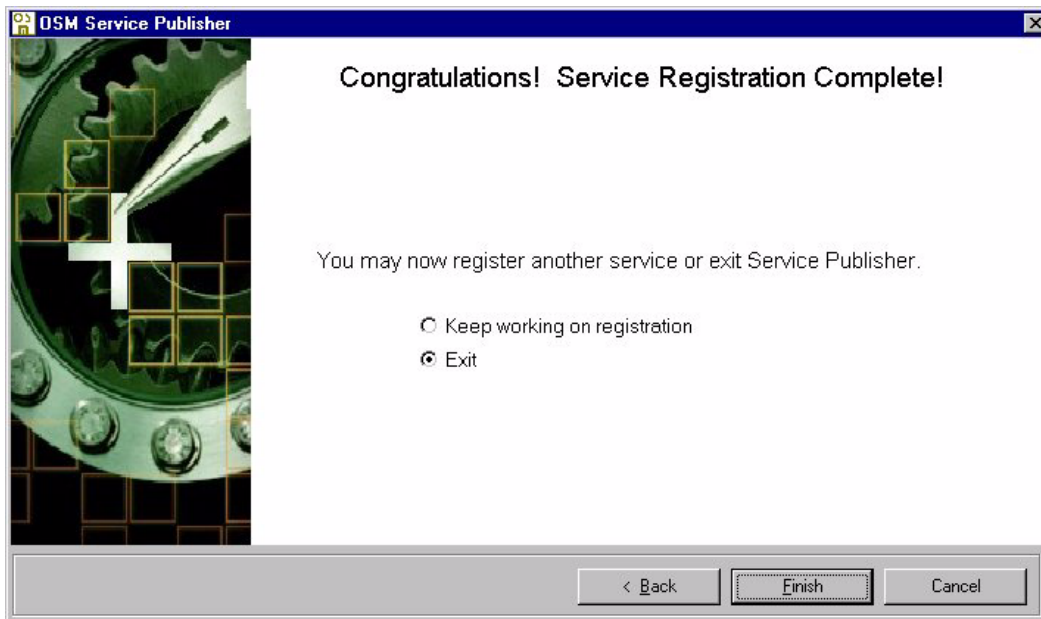 OSM Service Publisher
Congratulations! Service Registration Complete!
You may now register another service or exit Service Publisher.
Keep working on registration
Exit
< Back
Finish
Cancel